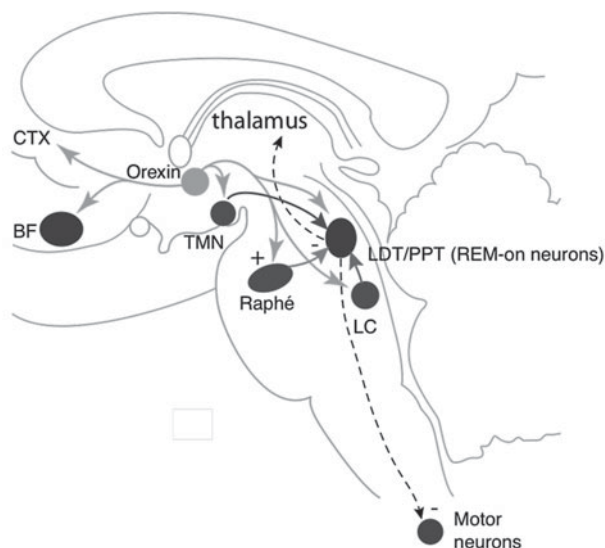 CTX
thalamus
Orexin
BF
TMN
-
LDT/PPT (REM-on neurons)
+
Raphé
LC
-
Motor
neurons